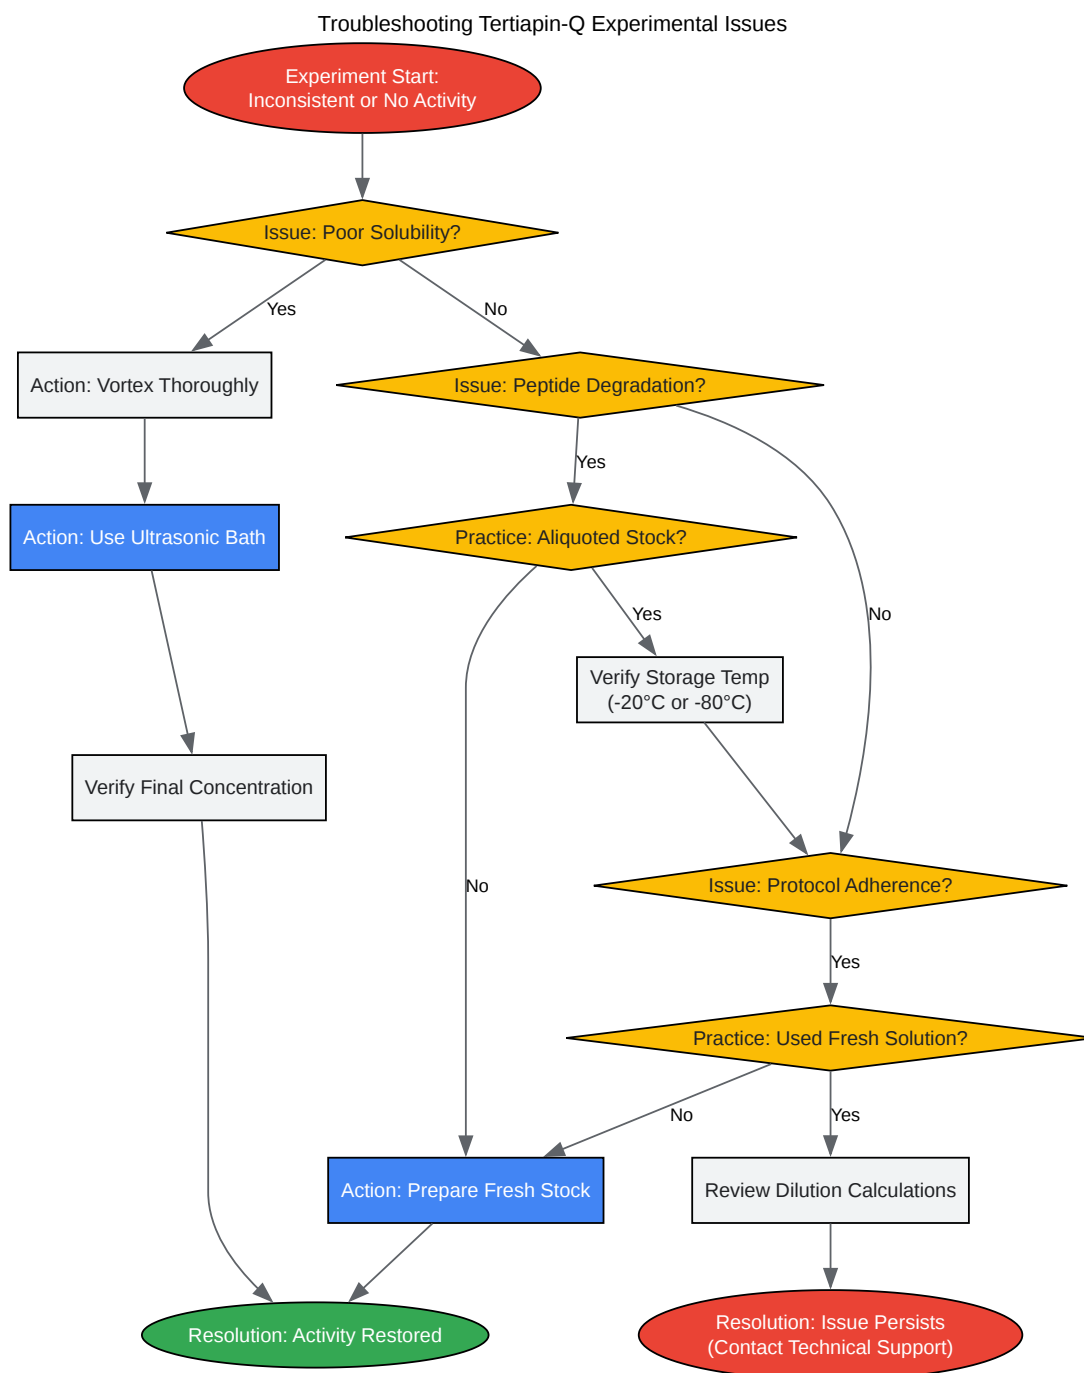 Troubleshooting Tertiapin-Q Experimental Issues
Experiment Start:
Inconsistent or No Activity
Issue: Poor Solubility?
Yes
No
Action: Vortex Thoroughly
Issue: Peptide Degradation?
Yes
Action: Use Ultrasonic Bath
Practice: Aliquoted Stock?
Yes
No
Verify Storage Temp
(-20°C or -80°C)
Verify Final Concentration
No
Issue: Protocol Adherence?
Yes
Practice: Used Fresh Solution?
No
Yes
Action: Prepare Fresh Stock
Review Dilution Calculations
Resolution: Activity Restored
Resolution: Issue Persists
(Contact Technical Support)